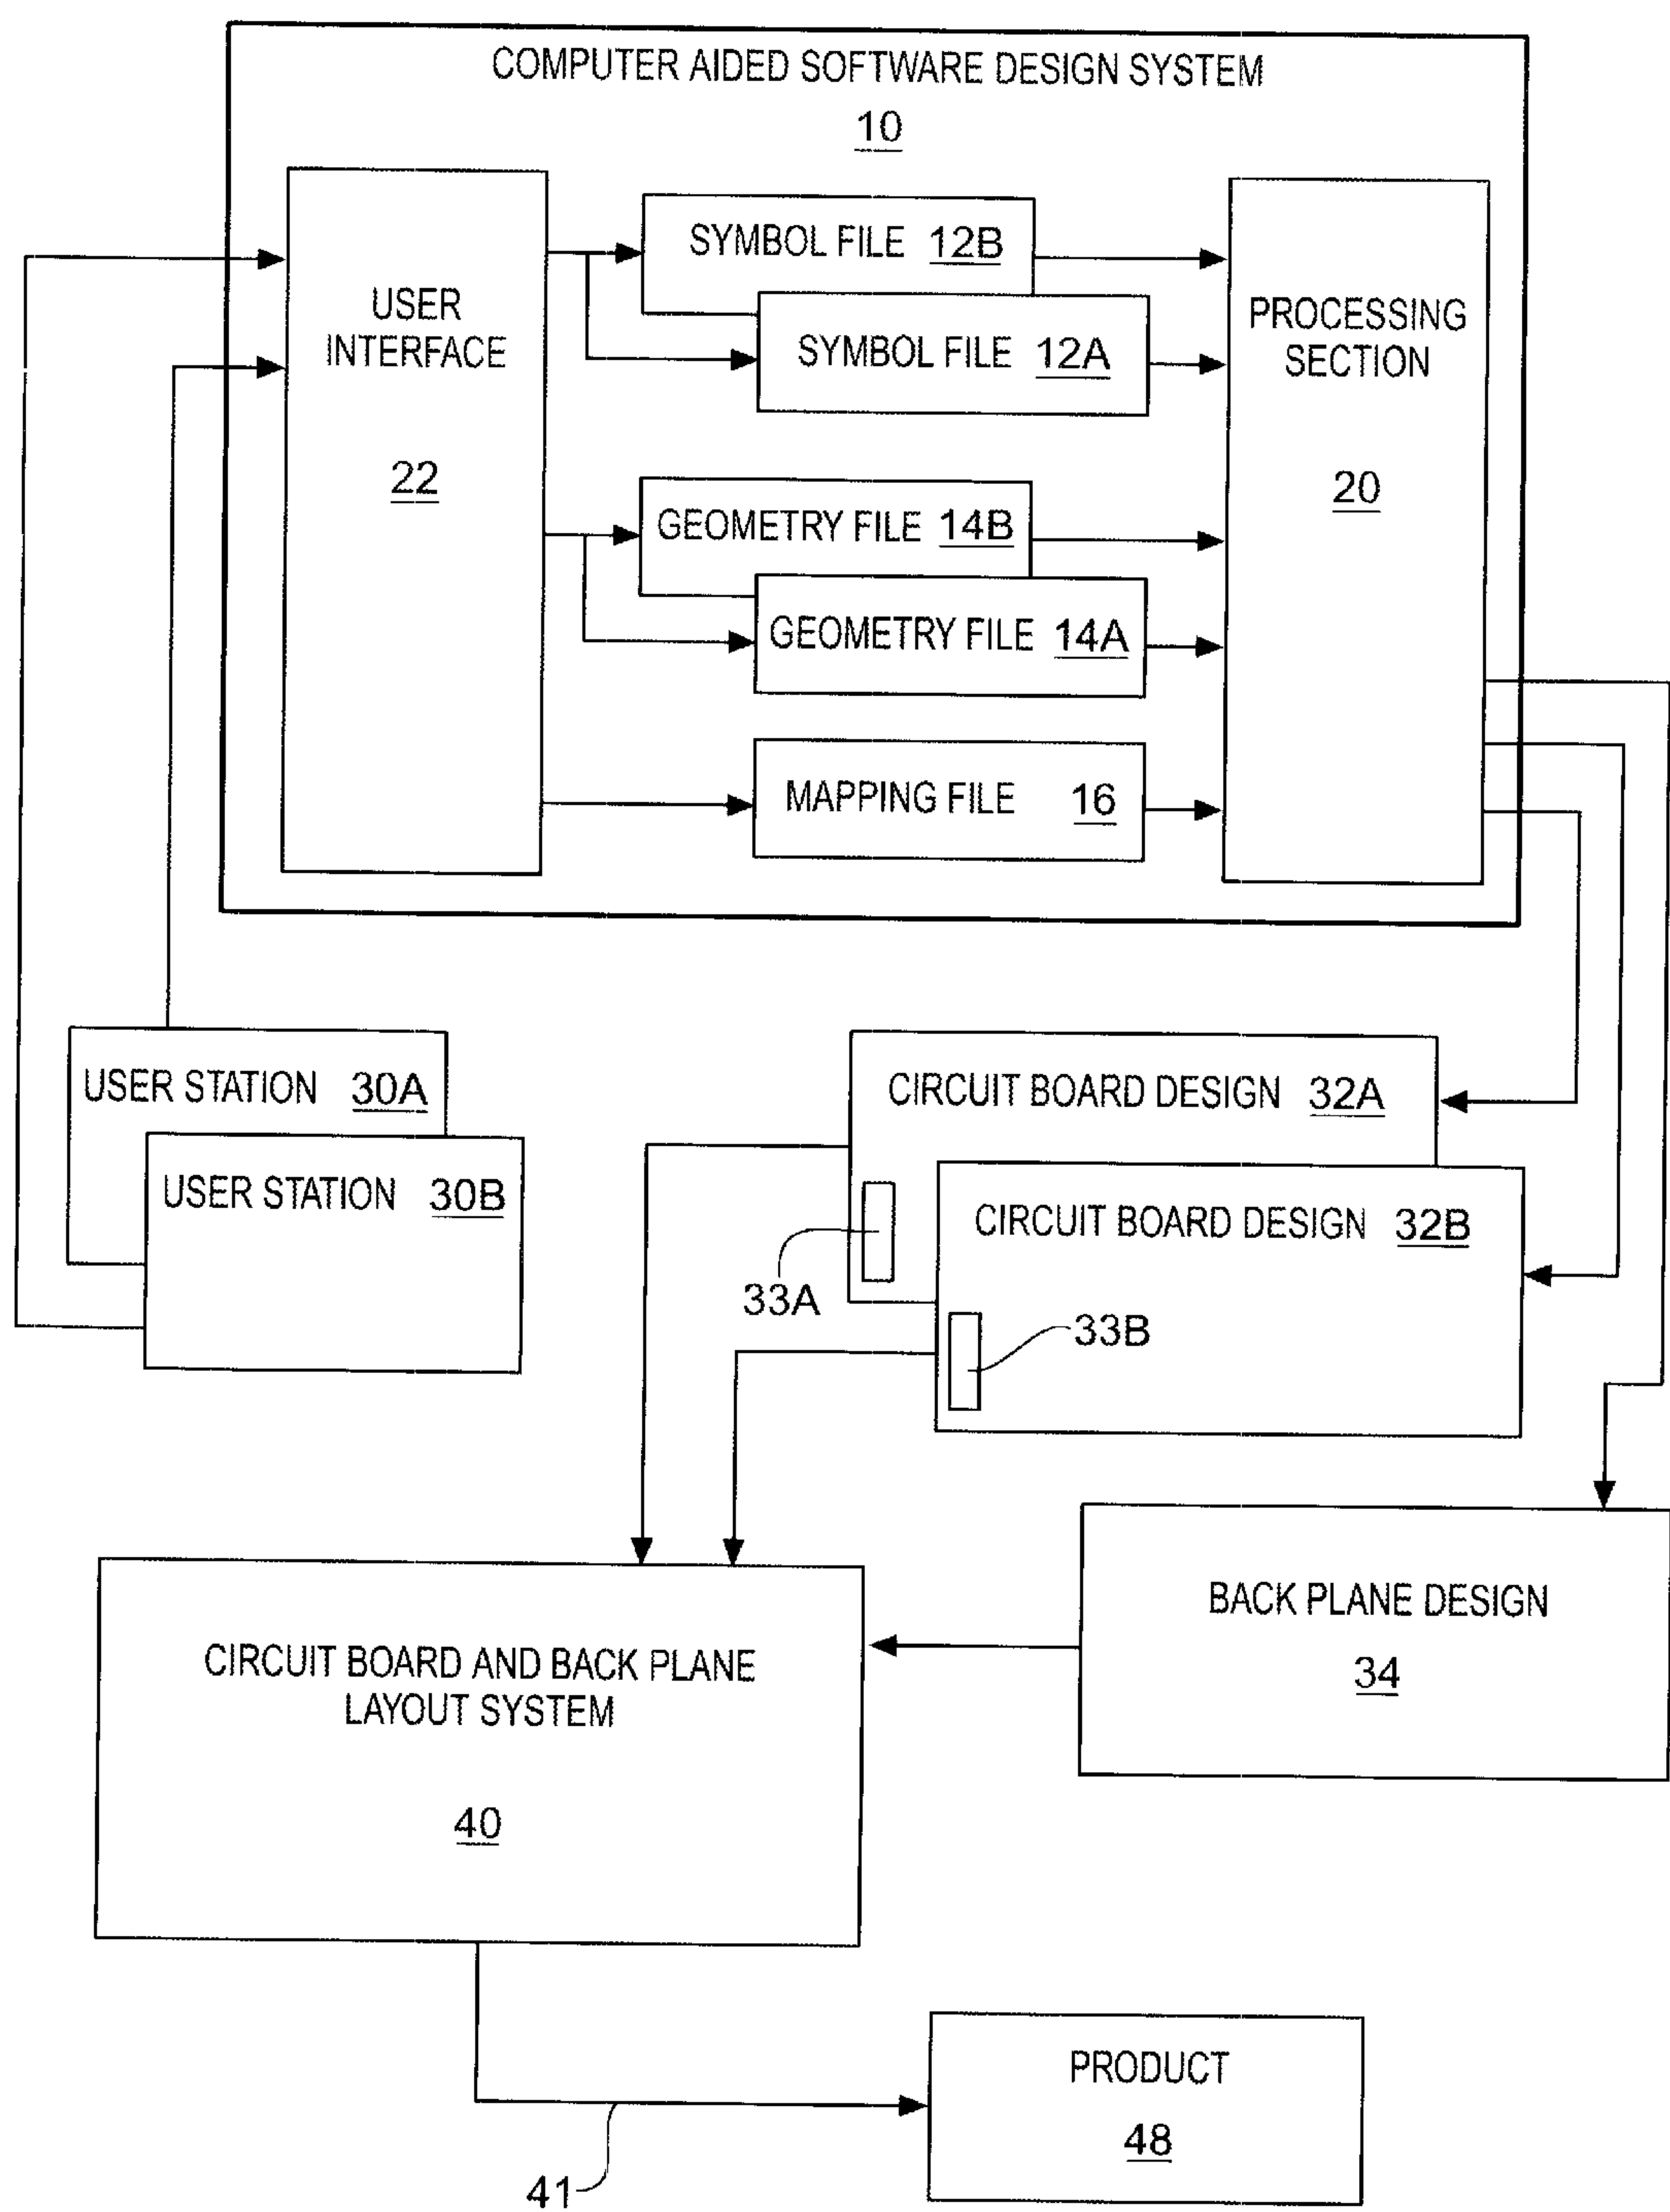 COMPUTER AIDED SOFTWARE DESIGN SYSTEM
10
USER
INTERFACE
22
SYMBOL FILE 12B
SYMBOL FILE 12A
GEOMETRY FILE 14B
GEOMETRY FILE 14A
MAPPING FILE 16
PROCESSING
SECTION
20
USER STATION 30A
USER STATION 30B
CIRCUIT BOARD DESIGN 32A
33A
CIRCUIT BOARD DESIGN 32B
33B
BACK PLANE DESIGN
34
CIRCUIT BOARD AND BACK PLANE
LAYOUT SYSTEM
40
41
PRODUCT
48